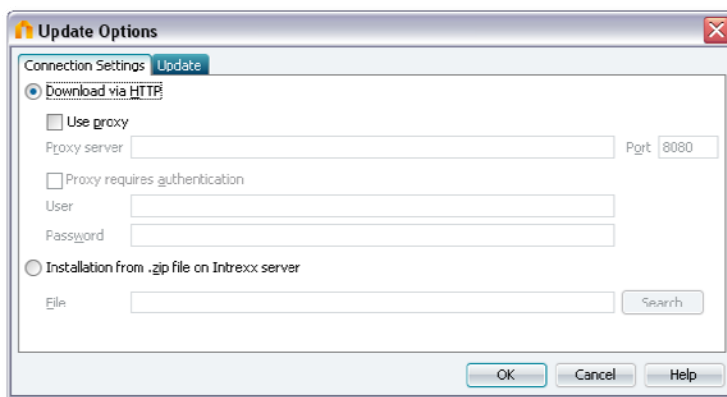 Update Options
Connection Settings Update
Download via HTTP
Use proxy
Proxy server Port 8080
Proxy requires authentication
User
Password
Installation from .zip file on Intrexx server
File Search
OK Cancel Help